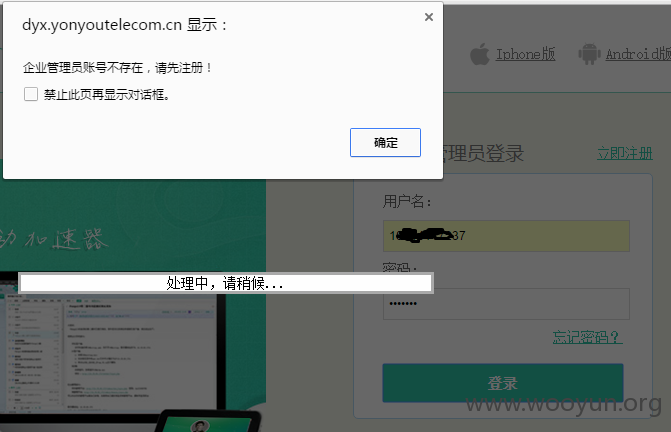 dyx.yonyoutelecom.cn 显示：
企业管理员账号不存在，请先注册！
禁止此页再显示对话框。
确定
Iphone版
Android版
管理员登录
立即注册
用户名：
37
密码：
动加速器
处理中，请稍候...
忘记密码？
登录
www.wooyun.org